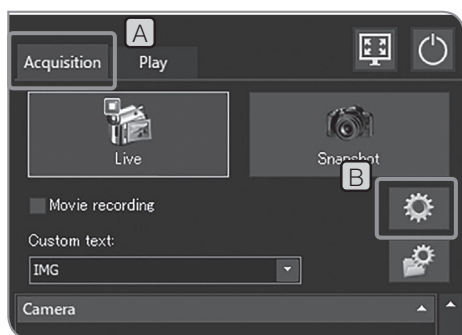 A
Acquisition Play
Live Snapshot
B
Movie recording
Custom text:
IMG
Camera